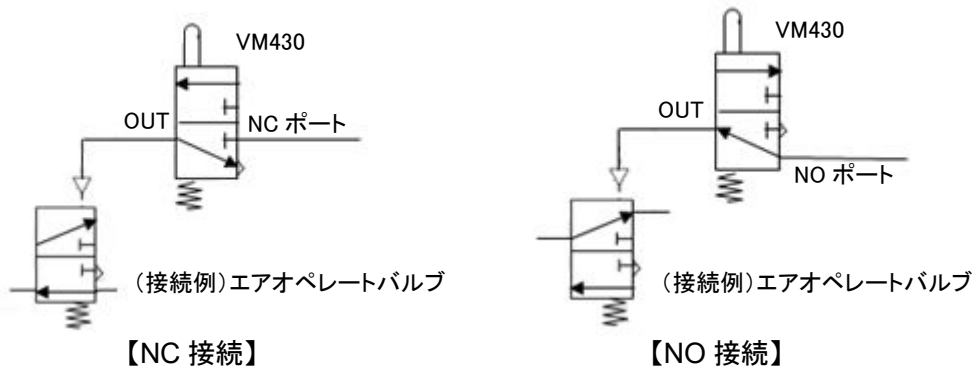 VM430
OUT
NC ポート
(接続例)エアオペレートバルブ
【NC 接続】
VM430
OUT
NO ポート
(接続例)エアオペレートバルブ
【NO 接続】